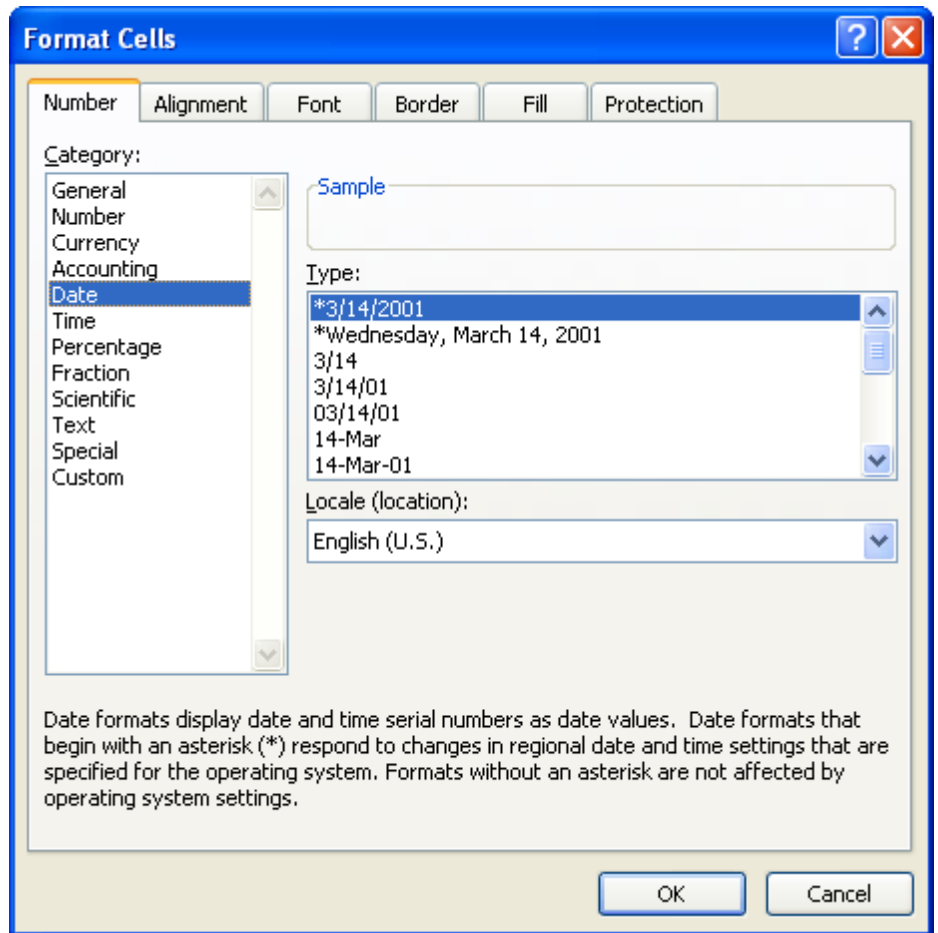 Format Cells
Number Alignment Font Border Fill Protection
Category:
General
Number
Currency
Accounting
Date
Time
Percentage
Fraction
Scientific
Text
Special
Custom
Sample
Type:
*3/14/2001
*Wednesday, March 14, 2001
3/14
3/14/01
03/14/01
14-Mar
14-Mar-01
Locale (location):
English (U.S.)
Date formats display date and time serial numbers as date values.  Date formats that
begin with an asterisk (*) respond to changes in regional date and time settings that are
specified for the operating system. Formats without an asterisk are not affected by
operating system settings.
OK Cancel